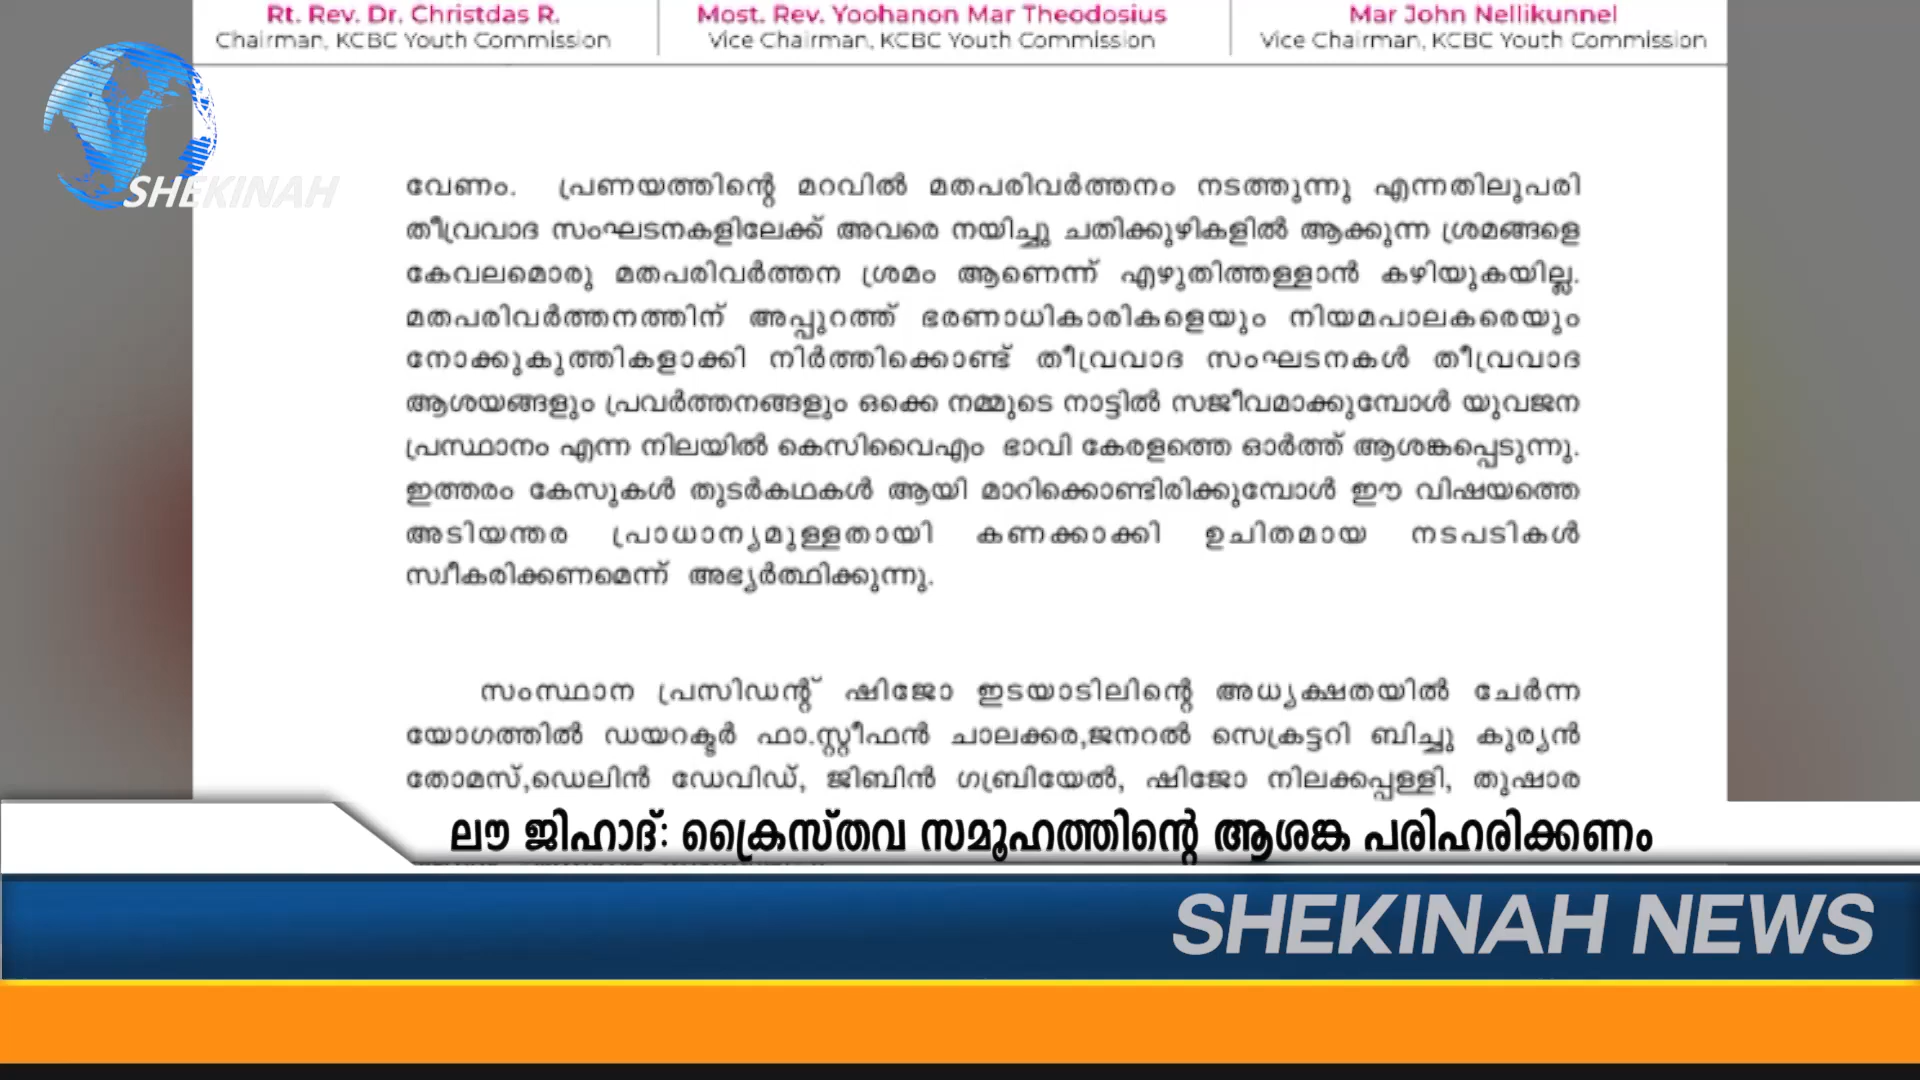 Rt. Rev. Dr. Christdas R.
Chairman, KCBC Youth Commission
Most. Rev. Yoohanon Mar Theodosius
Vice Chairman, KCBC Youth Commission
Mar John Nellikunnel
Vice Chairman, KCBC Youth Commission
SHEKINAH
വേണം. പ്രണയത്തിന്റെ മറവിൽ മതപരിവർത്തനം നടത്തുന്നു എന്നതിലുപരി
തീവ്രവാദ സംഘടനകളിലേക്ക് അവരെ നയിച്ചു ചതിക്കുഴികളിൽ ആക്കുന്ന ശ്രമങ്ങളെ
കേവലമൊരു മതപരിവർത്തന ശ്രമം ആണെന്ന് എഴുതിത്തള്ളാൻ കഴിയുകയില്ല.
മതപരിവർത്തനത്തിന് അപ്പുറത്ത് ഭരണാധികാരികളെയും നിയമപാലകരെയും
നോക്കുകുത്തികളാക്കി നിർത്തിക്കൊണ്ട് തീവ്രവാദ സംഘടനകൾ തീവ്രവാദ
ആശയങ്ങളും പ്രവർത്തനങ്ങളും ഒക്കെ നമ്മുടെ നാട്ടിൽ സജീവമാക്കുമ്പോൾ യുവജന
പ്രസ്ഥാനം എന്ന നിലയിൽ കെസിവൈഎം ഭാവി കേരളത്തെ ഓർത്ത് ആശങ്കപ്പെടുന്നു.
ഇത്തരം കേസുകൾ തുടർകഥകൾ ആയി മാറിക്കൊണ്ടിരിക്കുമ്പോൾ ഈ വിഷയത്തെ
അടിയന്തര പ്രാധാന്യമുള്ളതായി കണക്കാക്കി ഉചിതമായ നടപടികൾ
സ്വീകരിക്കണമെന്ന് അഭ്യർത്ഥിക്കുന്നു.
സംസ്ഥാന പ്രസിഡന്റ് ഷിജോ ഇടയാടിലിന്റെ അധ്യക്ഷതയിൽ ചേർന്ന
യോഗത്തിൽ ഡയറക്ടർ ഫാ.സ്റ്റീഫൻ ചാലക്കര,ജനറൽ സെക്രട്ടറി ബിച്ചു കുര്യൻ
തോമസ്,ഡെലിൻ ഡേവിഡ്, ജിബിൻ ഗബ്രിയേൽ, ഷിജോ നിലക്കപ്പള്ളി, തുഷാര
ലൗ ജിഹാദ്: ക്രൈസ്തവ സമൂഹത്തിന്റെ ആശങ്ക പരിഹരിക്കണം
SHEKINAH NEWS